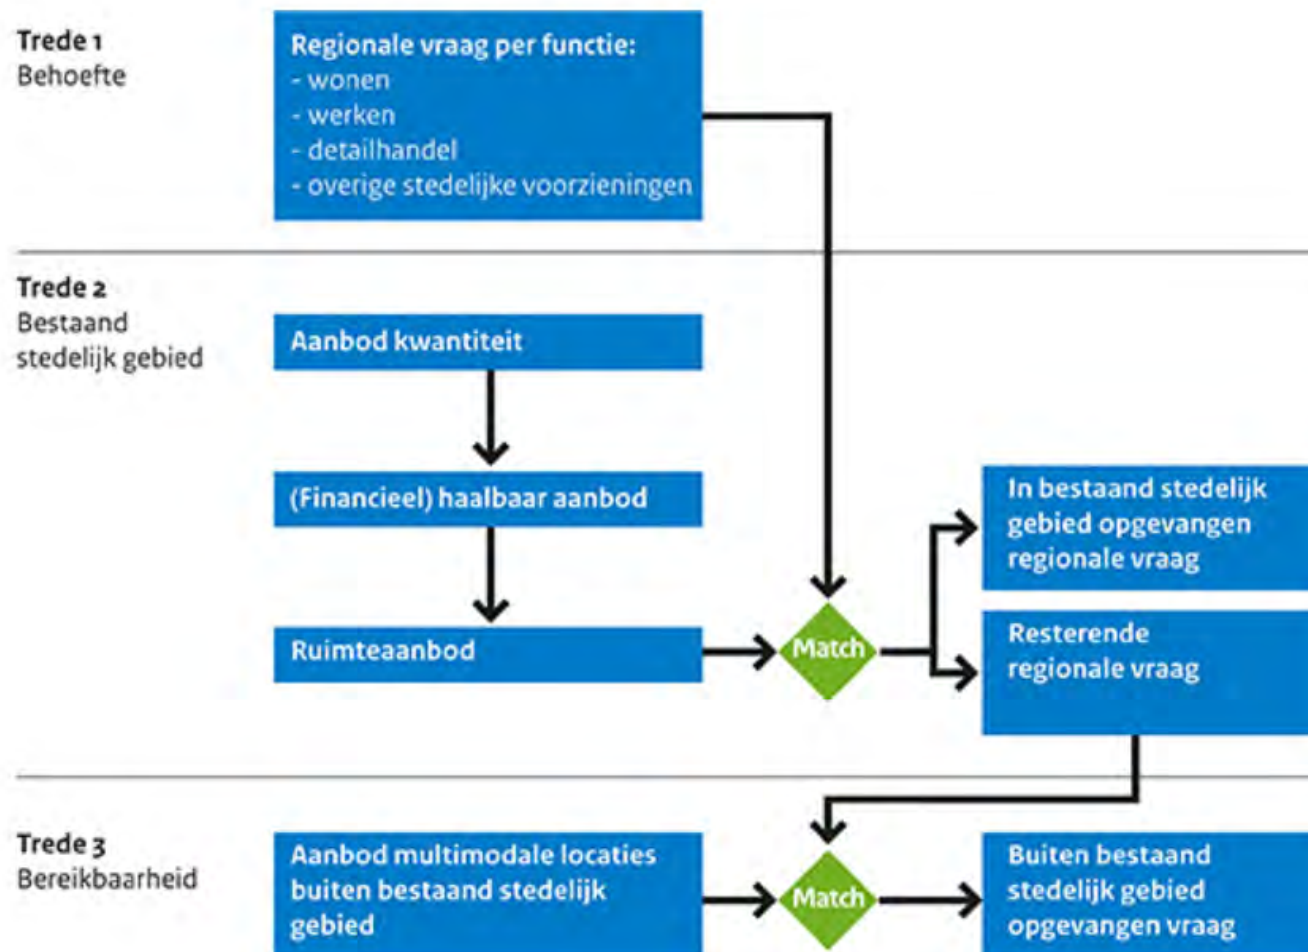 Trede 1
Behoefte
Regionale vraag per functie:
- wonen
- werken
- detailhandel
- overige stedelijke voorzieningen
Trede 2
Bestaand
stedelijk gebied
Aanbod kwantiteit
(Financieel) haalbaar aanbod
Ruimteaanbod
Match
In bestaand stedelijk
gebied opgevangen
regionale vraag
Resterende
regionale vraag
Trede 3
Bereikbaarheid
Aanbod multimodale locaties
buiten bestaand stedelijk
gebied
Match
Buiten bestaand
stedelijk gebied
opgevangen vraag